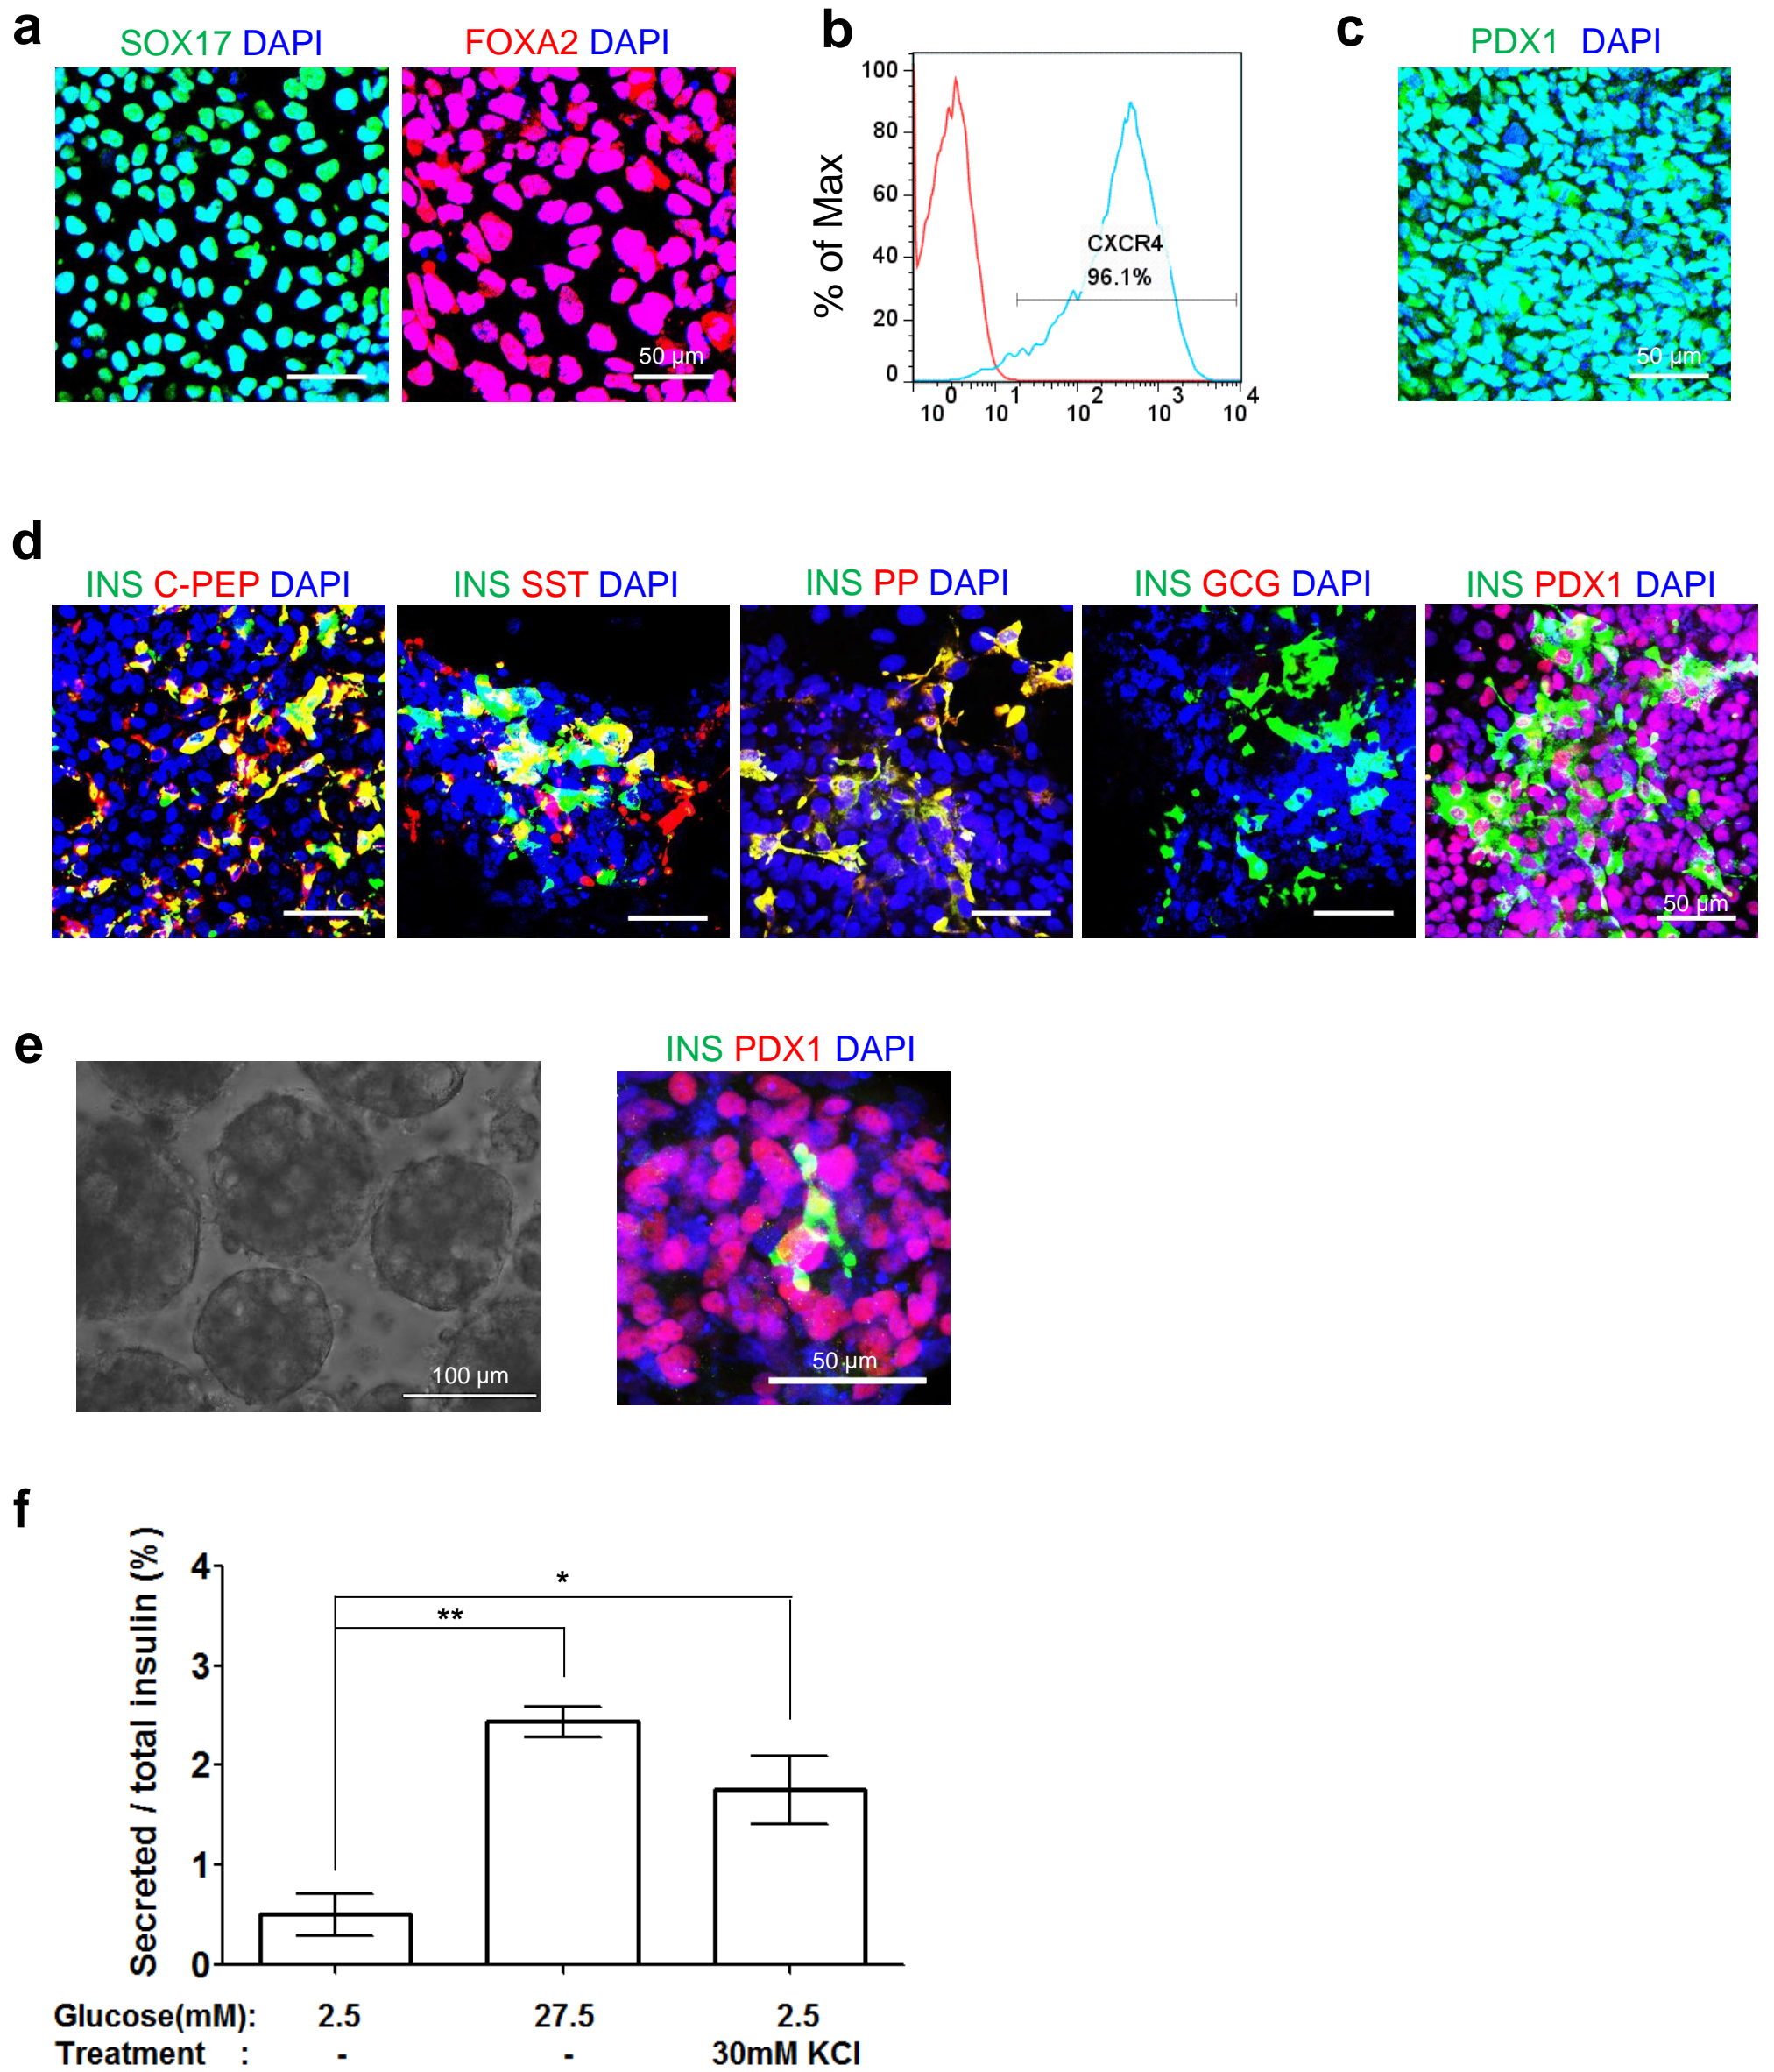 a
SOX17 DAPI
FOXA2 DAPI
50 µm
b
% of Max
100
80
60
40
20
0
CXCR4
96.1%
10^0 10^1 10^2 10^3 10^4
c
PDX1 DAPI
50 µm
d
INS C-PEP DAPI
INS SST DAPI
INS PP DAPI
INS GCG DAPI
INS PDX1 DAPI
50 µm
e
100 µm
INS PDX1 DAPI
50 µm
f
Secreted / total insulin (%)
4
3
2
1
0
*
**
Glucose(mM): 2.5 27.5 2.5
Treatment : - - 30mM KCl